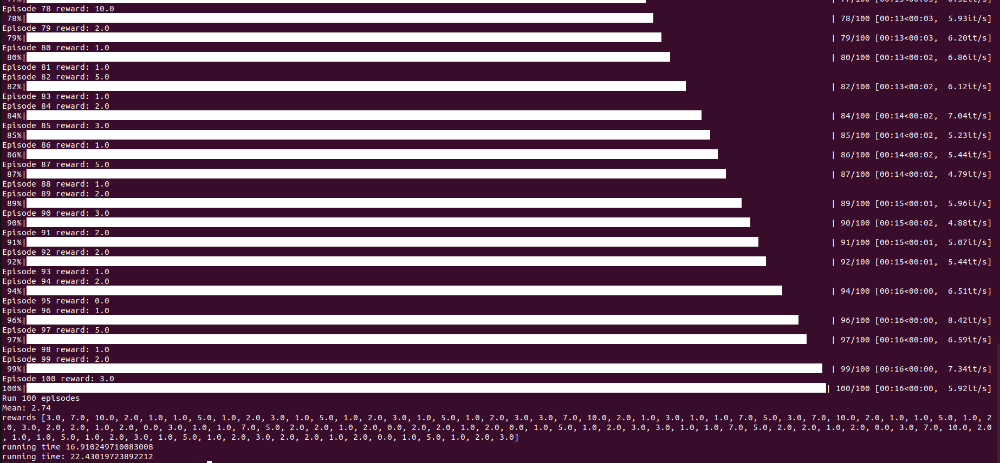 Episode 78 reward: 10.0
78%| | 78/100 [00:13<00:03,  5.93it/s]
Episode 79 reward: 2.0
79%| | 79/100 [00:13<00:03,  6.20it/s]
Episode 80 reward: 1.0
80%| | 80/100 [00:13<00:02,  6.86it/s]
Episode 81 reward: 1.0
Episode 82 reward: 5.0
82%| | 82/100 [00:13<00:02,  6.12it/s]
Episode 83 reward: 1.0
Episode 84 reward: 2.0
84%| | 84/100 [00:14<00:02,  7.04it/s]
Episode 85 reward: 3.0
85%| | 85/100 [00:14<00:02,  5.23it/s]
Episode 86 reward: 1.0
86%| | 86/100 [00:14<00:02,  5.44it/s]
Episode 87 reward: 5.0
87%| | 87/100 [00:14<00:02,  4.79it/s]
Episode 88 reward: 1.0
Episode 89 reward: 2.0
89%| | 89/100 [00:15<00:01,  5.96it/s]
Episode 90 reward: 3.0
90%| | 90/100 [00:15<00:02,  4.88it/s]
Episode 91 reward: 2.0
91%| | 91/100 [00:15<00:01,  5.07it/s]
Episode 92 reward: 2.0
92%| | 92/100 [00:15<00:01,  5.44it/s]
Episode 93 reward: 1.0
Episode 94 reward: 2.0
94%| | 94/100 [00:16<00:00,  6.51it/s]
Episode 95 reward: 0.0
Episode 96 reward: 1.0
96%| | 96/100 [00:16<00:00,  8.42it/s]
Episode 97 reward: 5.0
97%| | 97/100 [00:16<00:00,  6.59it/s]
Episode 98 reward: 1.0
Episode 99 reward: 2.0
99%| | 99/100 [00:16<00:00,  7.34it/s]
Episode 100 reward: 3.0
100%| | 100/100 [00:16<00:00,  5.92it/s]
Run 100 episodes
Mean: 2.74
rewards [3.0, 7.0, 10.0, 2.0, 1.0, 1.0, 5.0, 1.0, 2.0, 3.0, 1.0, 5.0, 1.0, 2.0, 3.0, 1.0, 5.0, 1.0, 2.0, 3.0, 3.0, 7.0, 10.0, 2.0, 1.0, 3.0, 1.0, 1.0, 7.0, 5.0, 3.0, 7.0, 10.0, 2.0, 1.0, 1.0, 5.0, 1.0, 2
.0, 3.0, 2.0, 2.0, 1.0, 2.0, 0.0, 3.0, 1.0, 1.0, 7.0, 5.0, 2.0, 2.0, 1.0, 2.0, 0.0, 2.0, 2.0, 1.0, 2.0, 0.0, 1.0, 5.0, 1.0, 2.0, 3.0, 3.0, 1.0, 1.0, 7.0, 5.0, 2.0, 2.0, 1.0, 2.0, 0.0, 3.0, 7.0, 10.0, 2.0
, 1.0, 1.0, 5.0, 1.0, 2.0, 3.0, 1.0, 5.0, 1.0, 2.0, 3.0, 2.0, 2.0, 1.0, 2.0, 0.0, 1.0, 5.0, 1.0, 2.0, 3.0]
running time 16.910249710083008
running time: 22.43019723892212